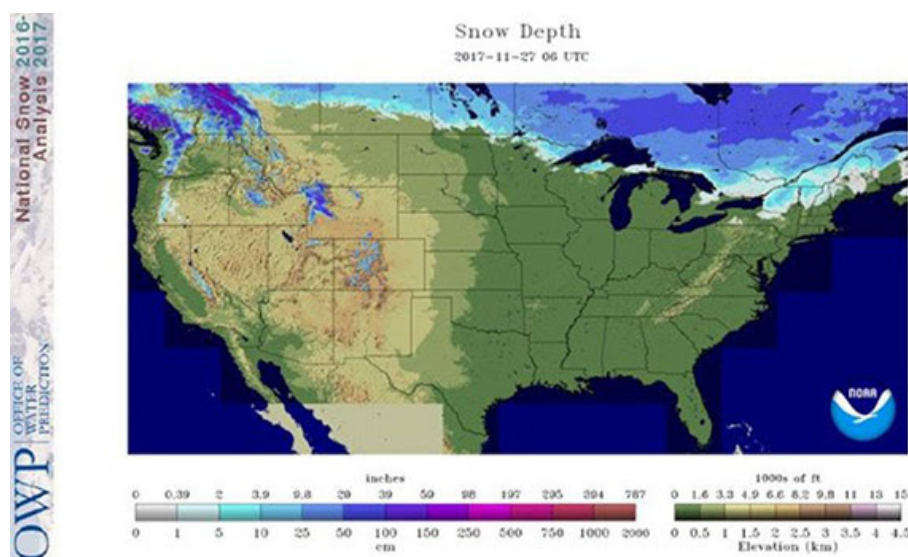 National Snow 2016-
Analysis 2017
OWP
OFFICE OF
WATER
PREDICTION
Snow Depth
2017-11-27 06 UTC
NOAA
inches
0 0.39 2 3.9 9.8 20 39 59 98 197 295 394 787
0 1 5 10 25 50 100 150 250 500 750 1000 2000
cm
1000s of ft
0 1.6 3.3 4.9 6.6 8.2 9.8 11 13 15
0 0.5 1 1.5 2 2.5 3 3.5 4 4.5
Elevation (km)